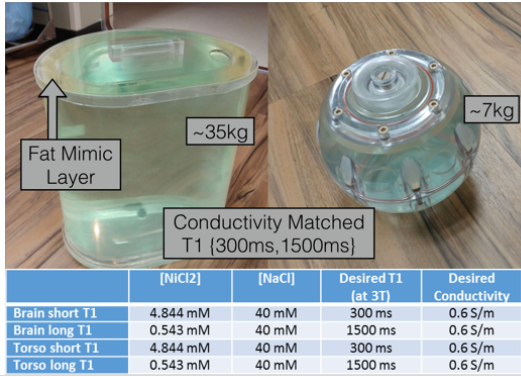 ~35kg
~7kg
Fat Mimic
Layer
Conductivity Matched
T1 {300ms,1500ms}
[NiCl2] [NaCl] Desired T1 (at 3T) Desired Conductivity
Brain short T1 4.844 mM 40 mM 300 ms 0.6 S/m
Brain long T1 0.543 mM 40 mM 1500 ms 0.6 S/m
Torso short T1 4.844 mM 40 mM 300 ms 0.6 S/m
Torso long T1 0.543 mM 40 mM 1500 ms 0.6 S/m